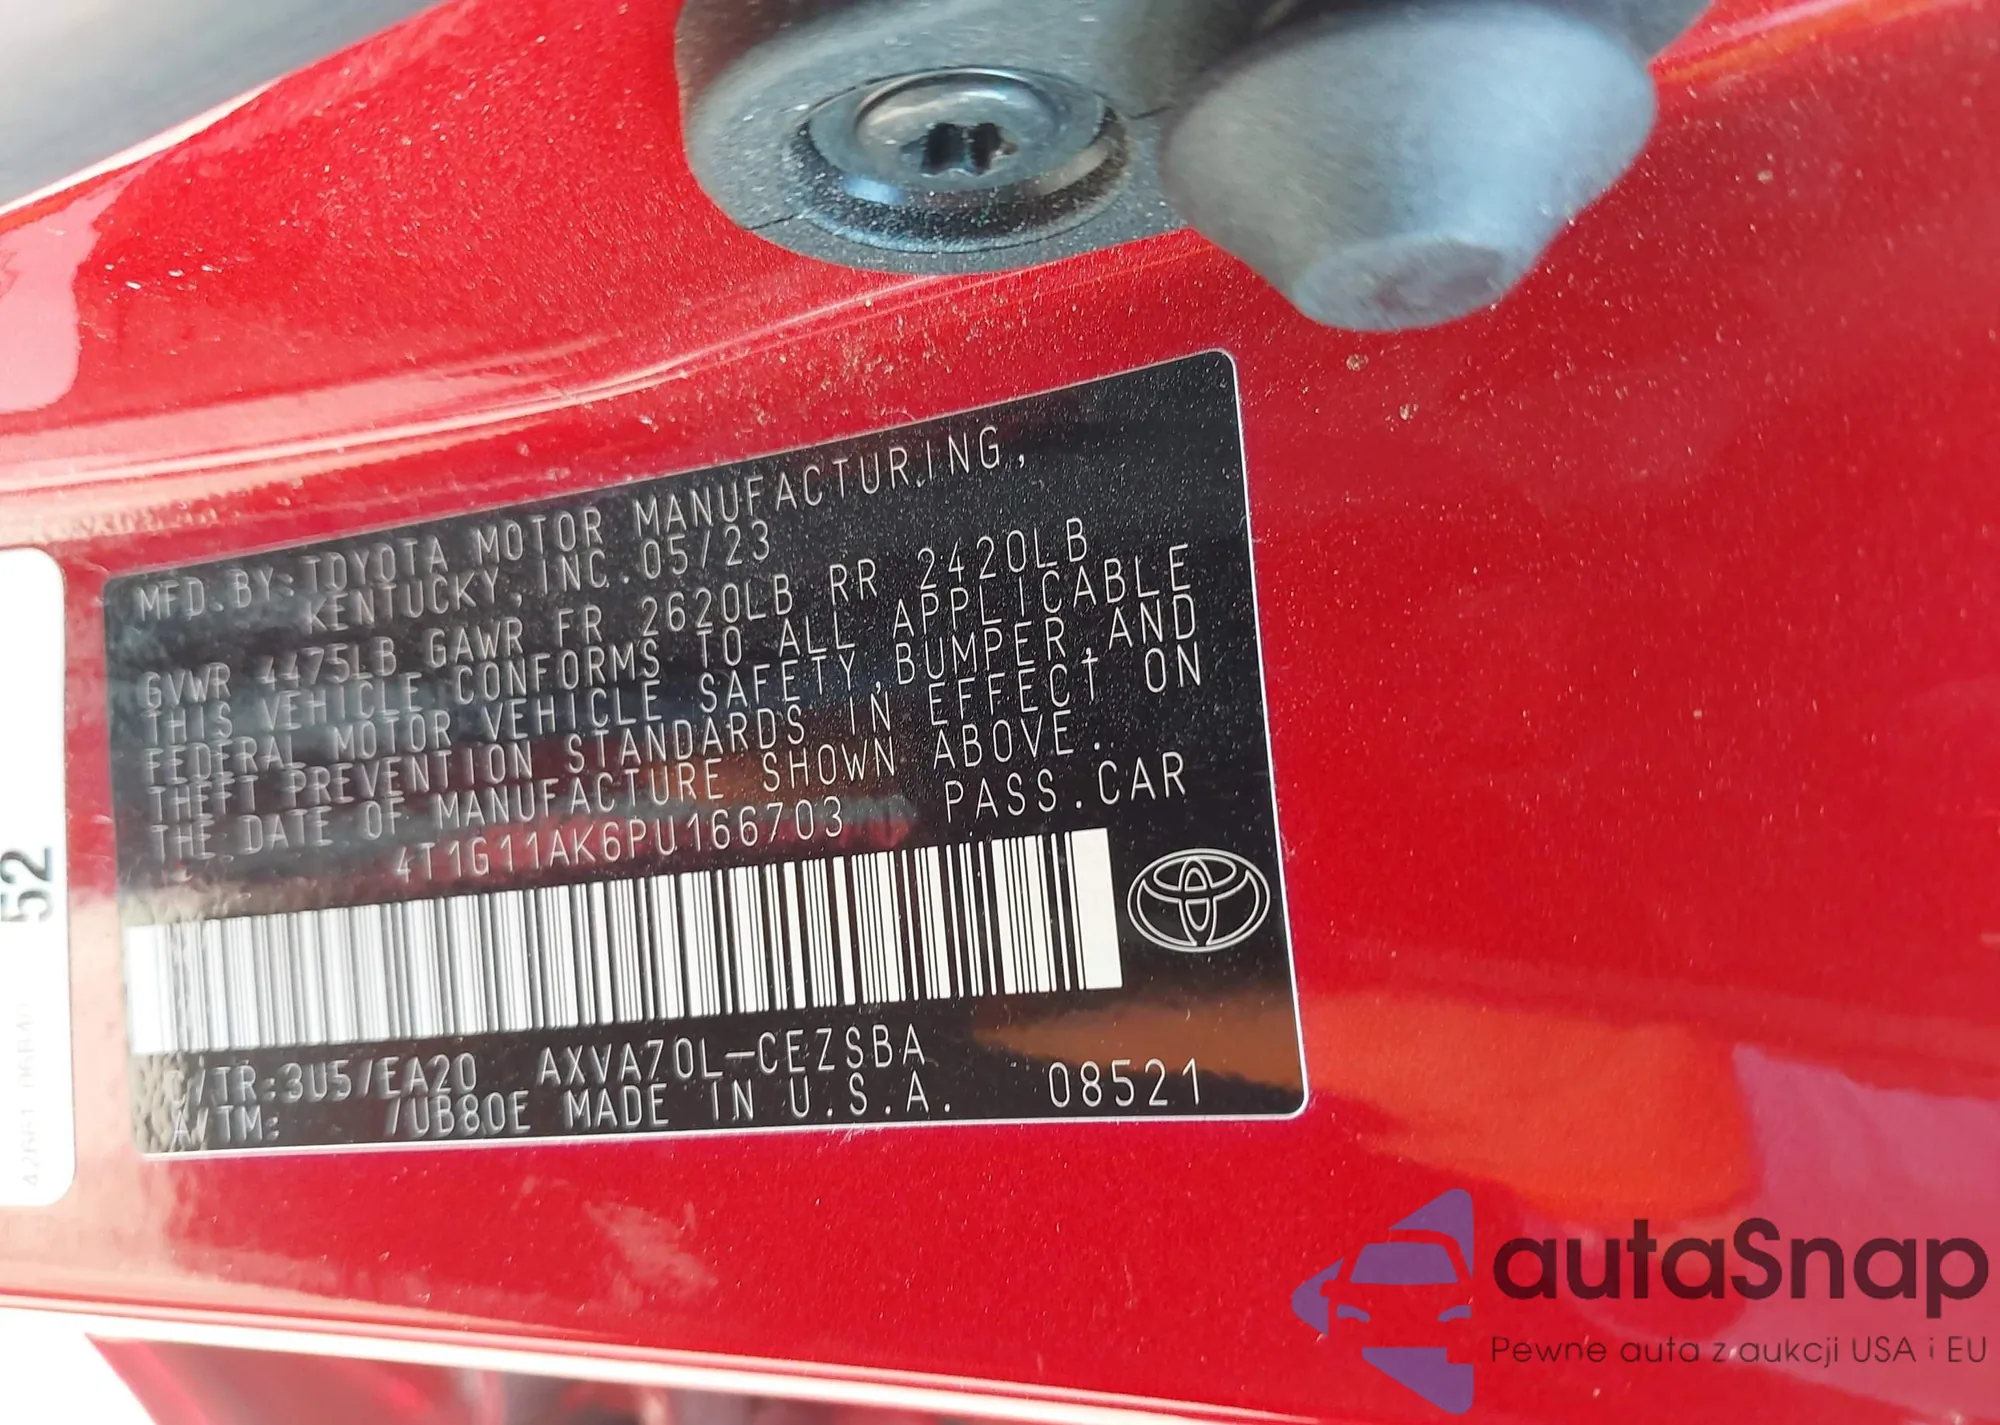 MFD.BY:TOYOTA MOTOR MANUFACTURING,
KENTUCKY, INC. 05/23
GVWR 4475LB GAWR FR 2620LB RR 2420LB
THIS VEHICLE CONFORMS TO ALL APPLICABLE
FEDERAL MOTOR VEHICLE SAFETY,BUMPER,AND
THEFT PREVENTION STANDARDS IN EFFECT ON
THE DATE OF MANUFACTURE SHOWN ABOVE.
4T1G11AK6PU166703 PASS.CAR
C/TR:3U5/EA20 AXVA70L-CEZSBA
A/TM: /UB80E MADE IN U.S.A. 08521
52
autaSnap
Pewne auta z aukcji USA i EU